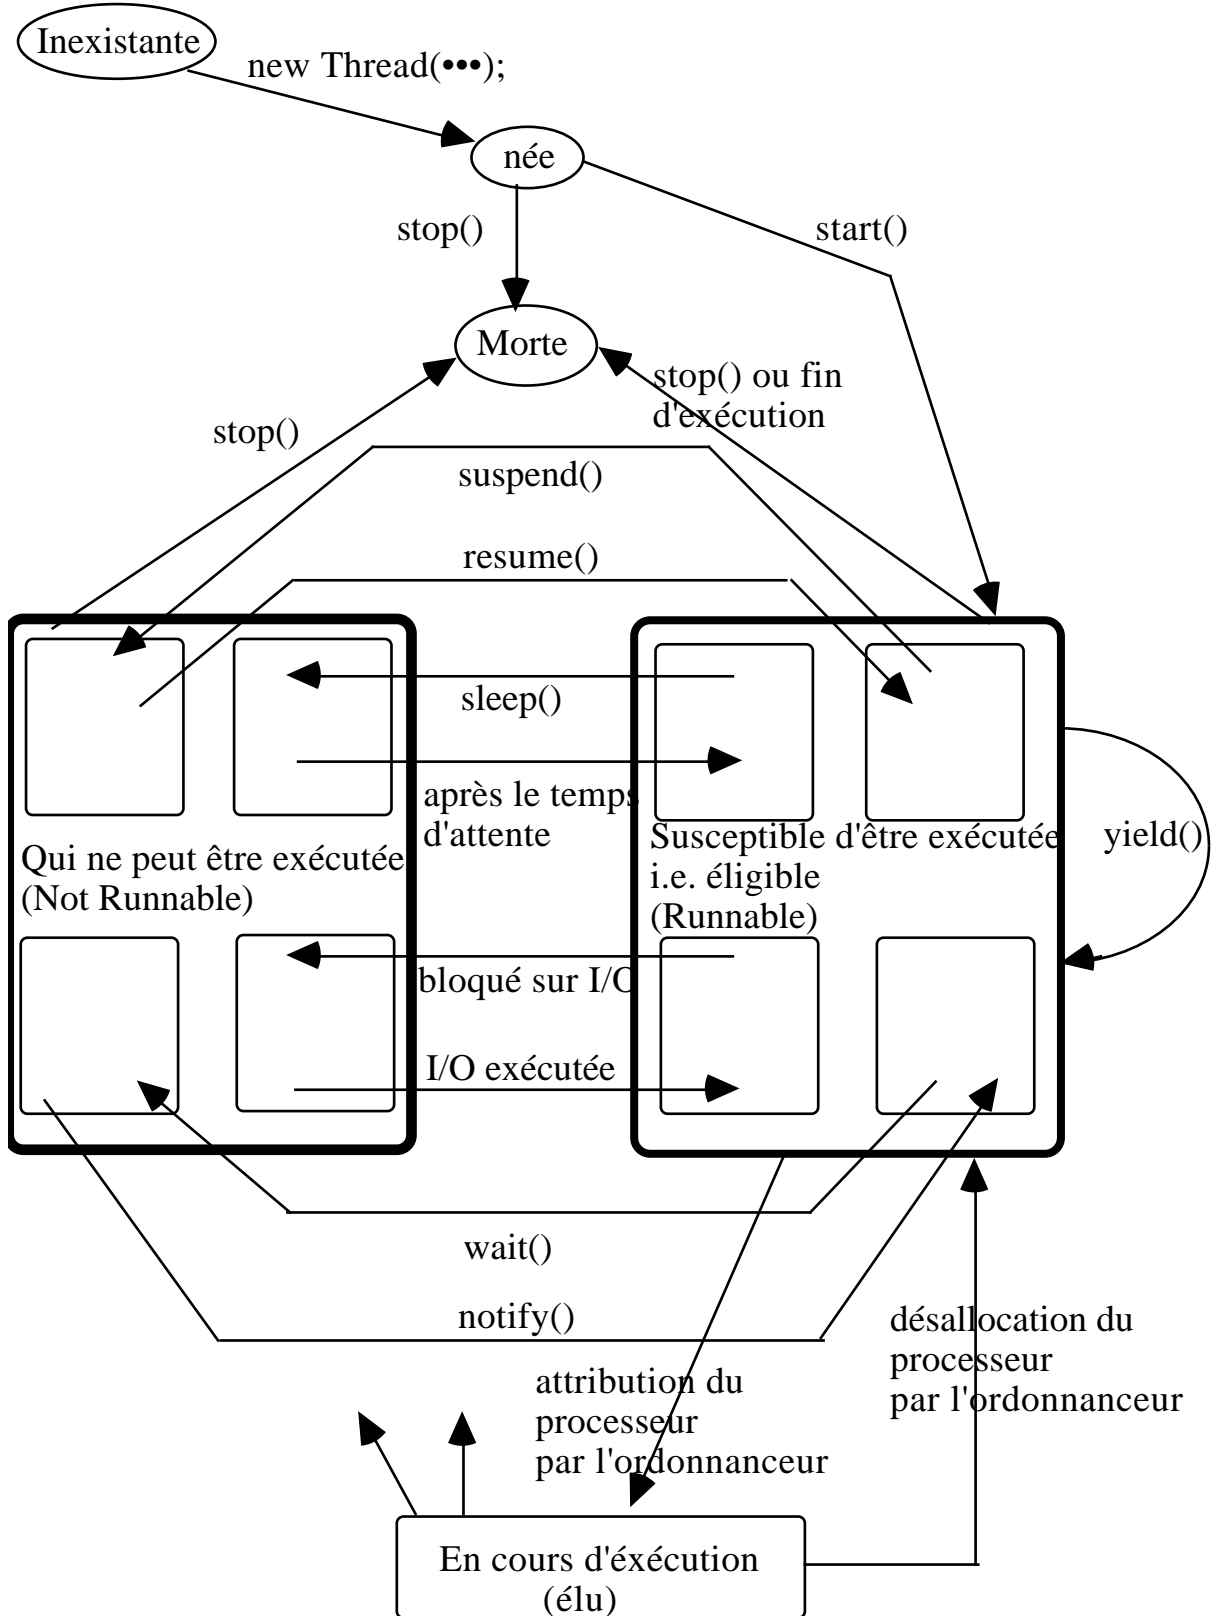 Inexistante
new Thread(•••);
née
stop()
start()
Morte
stop() ou fin
d'exécution
stop()
suspend()
resume()
sleep()
après le temps
d'attente
Qui ne peut être exécutée
(Not Runnable)
Susceptible d'être exécutée
i.e. éligible
(Runnable)
yield()
bloqué sur I/O
I/O exécutée
wait()
notify()
désallocation du
processeur
par l'ordonnanceur
attribution du
processeur
par l'ordonnanceur
En cours d'éxécution
(élu)